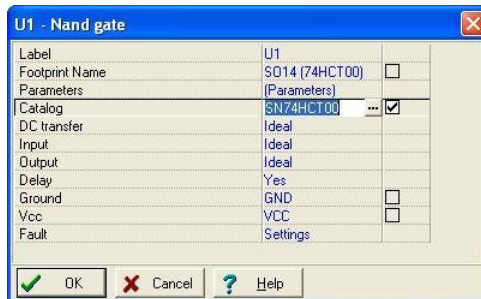 U1 - Nand gate
Label U1
Footprint Name SO14 (74HCT00)
Parameters (Parameters)
Catalog SN74HCT00 ...
DC transfer Ideal
Input Ideal
Output Ideal
Delay Yes
Ground GND
Vcc VCC
Fault Settings
OK Cancel ? Help